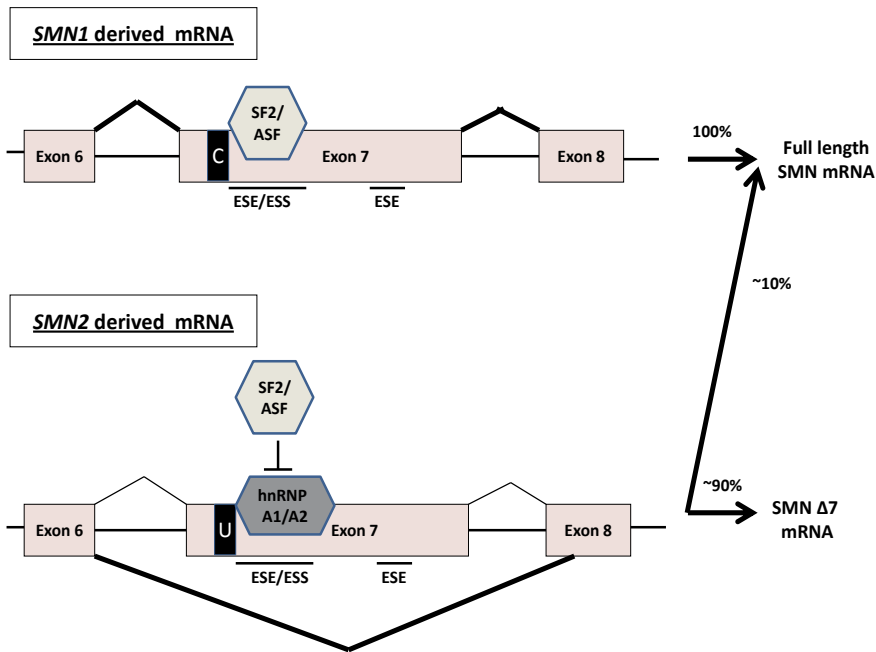 SMN1 derived mRNA
SF2/
ASF
Exon 6
C
Exon 7
Exon 8
ESE/ESS
ESE
100%
Full length
SMN mRNA
~10%
SMN2 derived mRNA
SF2/
ASF
hnRNP
A1/A2
Exon 6
U
Exon 7
Exon 8
ESE/ESS
ESE
~90%
SMN Δ7
mRNA